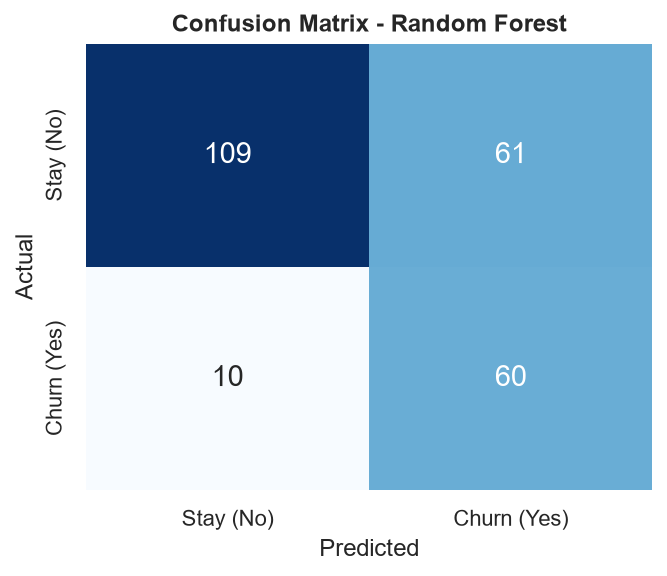 Confusion Matrix - Random Forest
Actual
Stay (No)
109
61
Churn (Yes)
10
60
Stay (No)
Churn (Yes)
Predicted